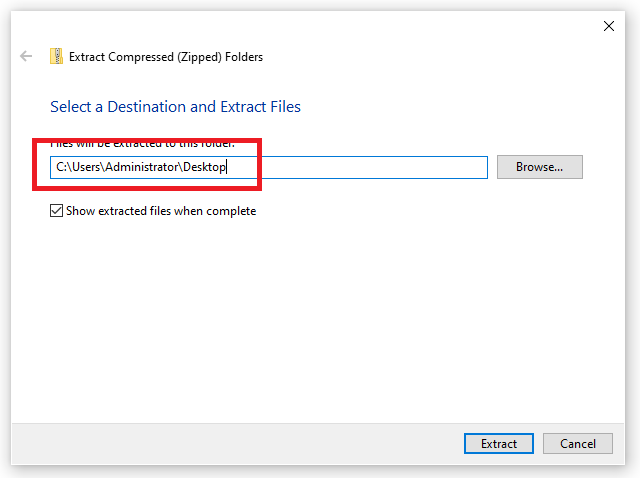 Extract Compressed (Zipped) Folders
Select a Destination and Extract Files
Files will be extracted to this folder:
C:\Users\Administrator\Desktop
Browse...
Show extracted files when complete
Extract
Cancel